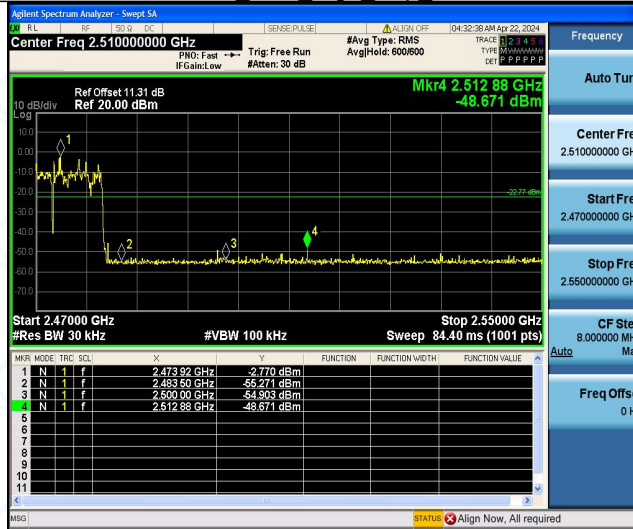 Agilent Spectrum Analyzer - Swept SA
RL RF 50 Ω DC SENSE:PULSE ALIGN OFF 04:32:38 AM Apr 22, 2024
Center Freq 2.510000000 GHz
PNO: Fast
IFGain:Low
Trig: Free Run
#Atten: 30 dB
#Avg Type: RMS
Avg|Hold: 600/600
TRACE 1 2 3 4 5 6
TYPE M
DET P P P P P P
Ref Offset 11.31 dB
10 dB/div Ref 20.00 dBm
Log
Mkr4 2.512 88 GHz
-48.671 dBm
10.0
0.00
-10.0
-20.0
-30.0
-40.0
-50.0
-60.0
-70.0
1
2
3
4
-22.77 dBm
Start 2.47000 GHz Stop 2.55000 GHz
#Res BW 30 kHz #VBW 100 kHz Sweep 84.40 ms (1001 pts)
MKR MODE TRC SCL X Y FUNCTION FUNCTION WIDTH FUNCTION VALUE
1 N 1 f 2.473 92 GHz -2.770 dBm
2 N 1 f 2.483 50 GHz -55.271 dBm
3 N 1 f 2.500 00 GHz -54.903 dBm
4 N 1 f 2.512 88 GHz -48.671 dBm
5
6
7
8
9
10
11
MSG STATUS Align Now, All required
Frequency
Auto Tun
Center Fre
2.510000000 GH
Start Fre
2.470000000 GH
Stop Fre
2.550000000 GH
CF Ste
8.000000 MH
Auto Ma
Freq Offse
0 H